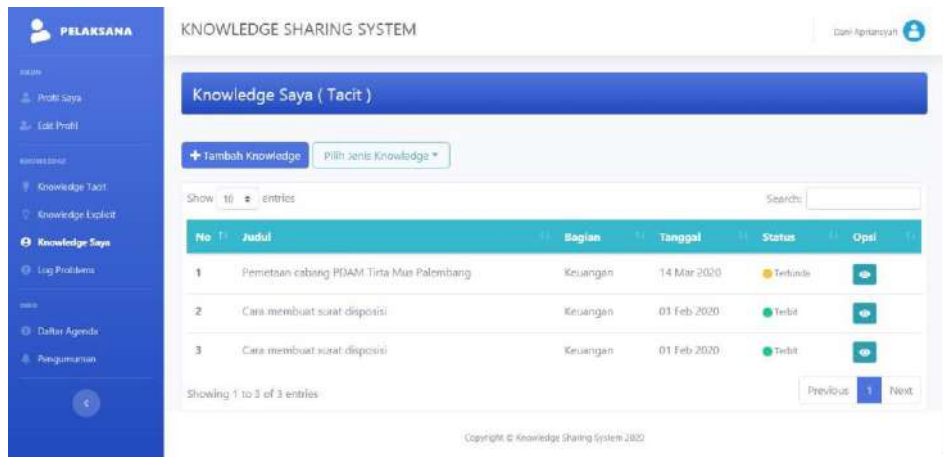 PELAKSANA
KNOWLEDGE SHARING SYSTEM
Dani Apriansyah
Profil Saya
Edit Profil
KNOWLEDGE
Knowledge Tacit
Knowledge Explicit
Knowledge Saya
Log Problems
Daftar Agenda
Pengumuman
Knowledge Saya ( Tacit )
Tambah Knowledge
Pilih Jenis Knowledge
Show 10 entries
Search:
No Judul Bagian Tanggal Status Opsi
1 Pemetaan cabang PDAM Tirta Mus Palembang Keuangan 14 Mar 2020 Tertunda
2 Cara membuat surat disposisi Keuangan 01 Feb 2020 Terbit
3 Cara membuat surat disposisi Keuangan 01 Feb 2020 Terbit
Showing 1 to 3 of 3 entries
Previous 1 Next
Copyright © Knowledge Sharing System 2020